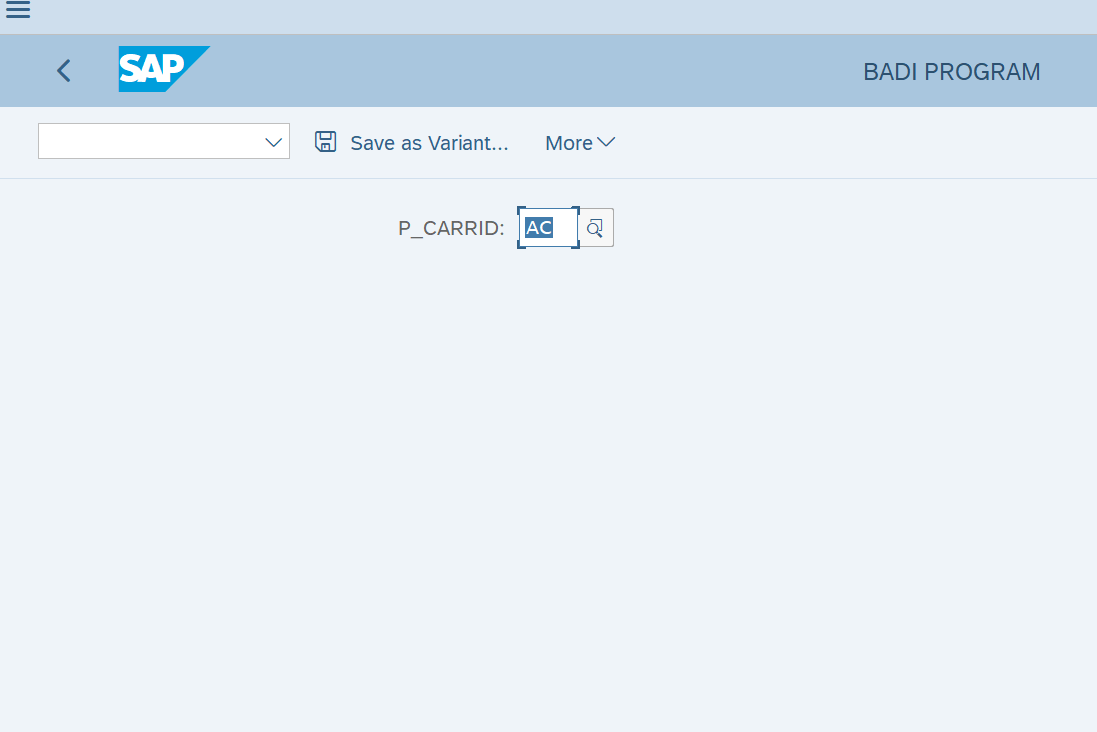 SAP
BADI PROGRAM
Save as Variant...
More
P_CARRID: AC